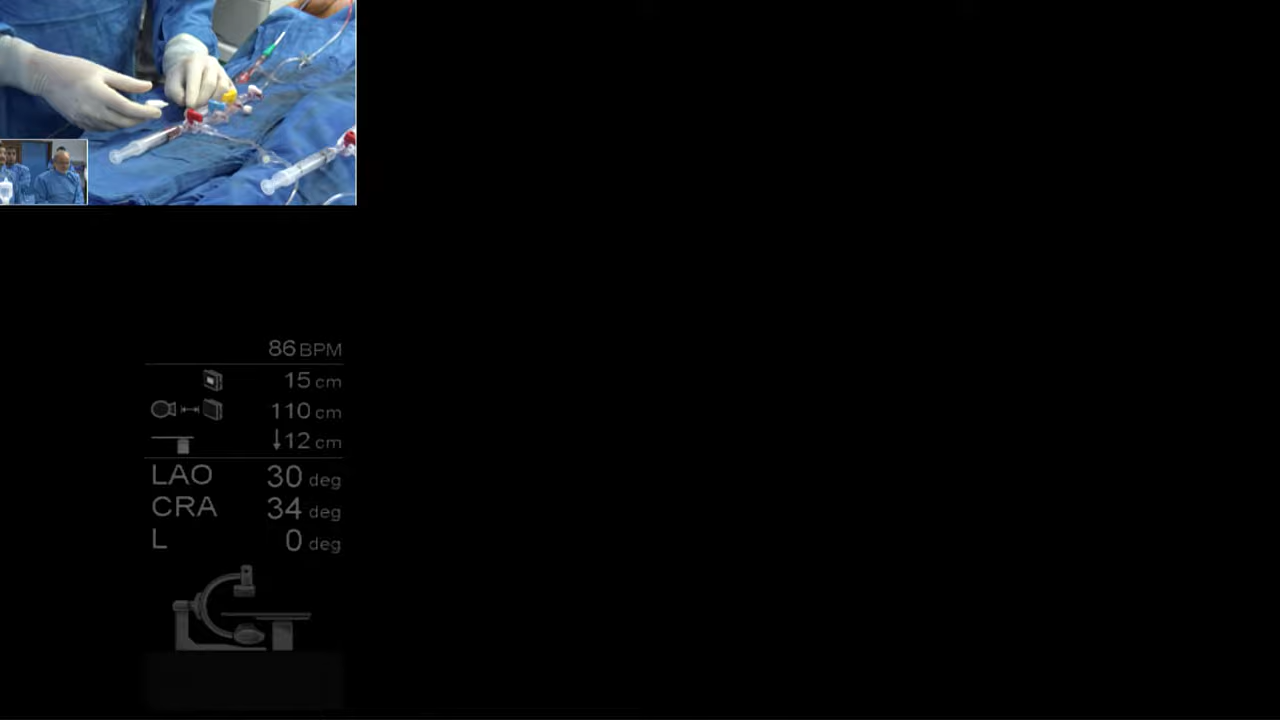 86 BPM
15 cm
110 cm
↓12 cm
LAO 30 deg
CRA 34 deg
L 0 deg